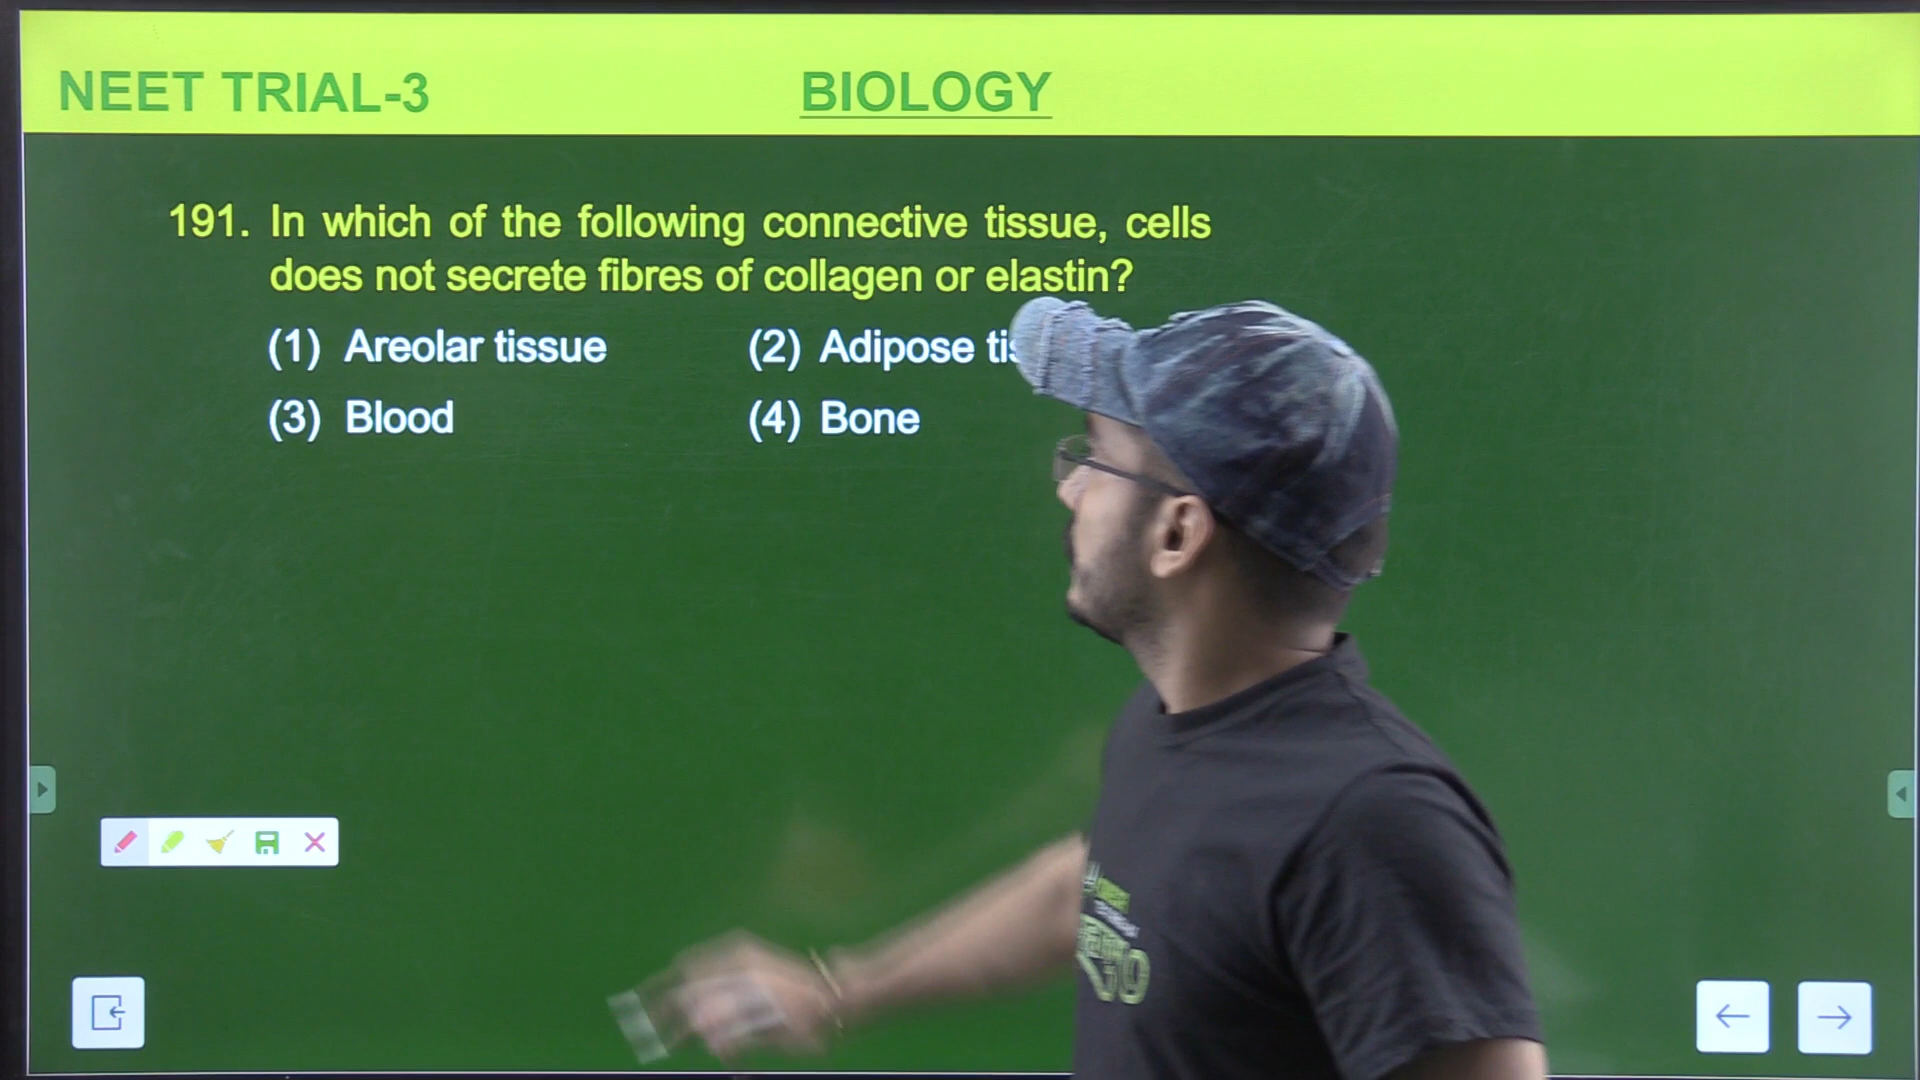 NEET TRIAL-3
BIOLOGY
191. In which of the following connective tissue, cells
does not secrete fibres of collagen or elastin?
(1) Areolar tissue
(2) Adipose
(3) Blood
(4) Bone